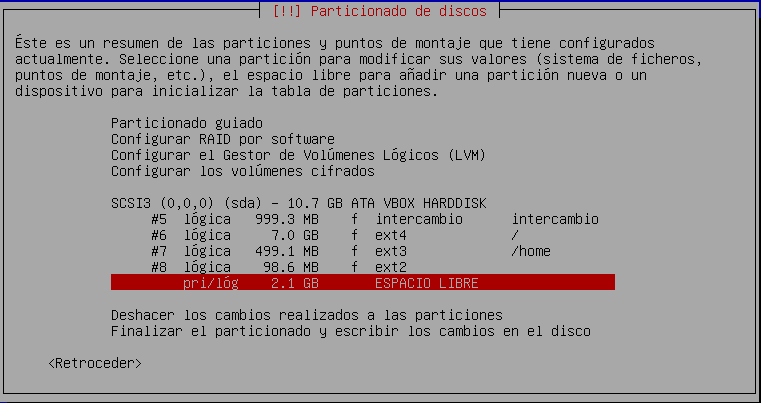 [!!] Particionado de discos
Éste es un resumen de las particiones y puntos de montaje que tiene configurados
actualmente. Seleccione una partición para modificar sus valores (sistema de ficheros,
puntos de montaje, etc.), el espacio libre para añadir una partición nueva o un
dispositivo para inicializar la tabla de particiones.
Particionado guiado
Configurar RAID por software
Configurar el Gestor de Volúmenes Lógicos (LVM)
Configurar los volúmenes cifrados
SCSI3 (0,0,0) (sda) - 10.7 GB ATA VBOX HARDDISK
#5 lógica 999.3 MB f intercambio intercambio
#6 lógica 7.0 GB f ext4 /
#7 lógica 499.1 MB f ext3 /home
#8 lógica 98.6 MB f ext2
pri/lóg 2.1 GB ESPACIO LIBRE
Deshacer los cambios realizados a las particiones
Finalizar el particionado y escribir los cambios en el disco
<Retroceder>